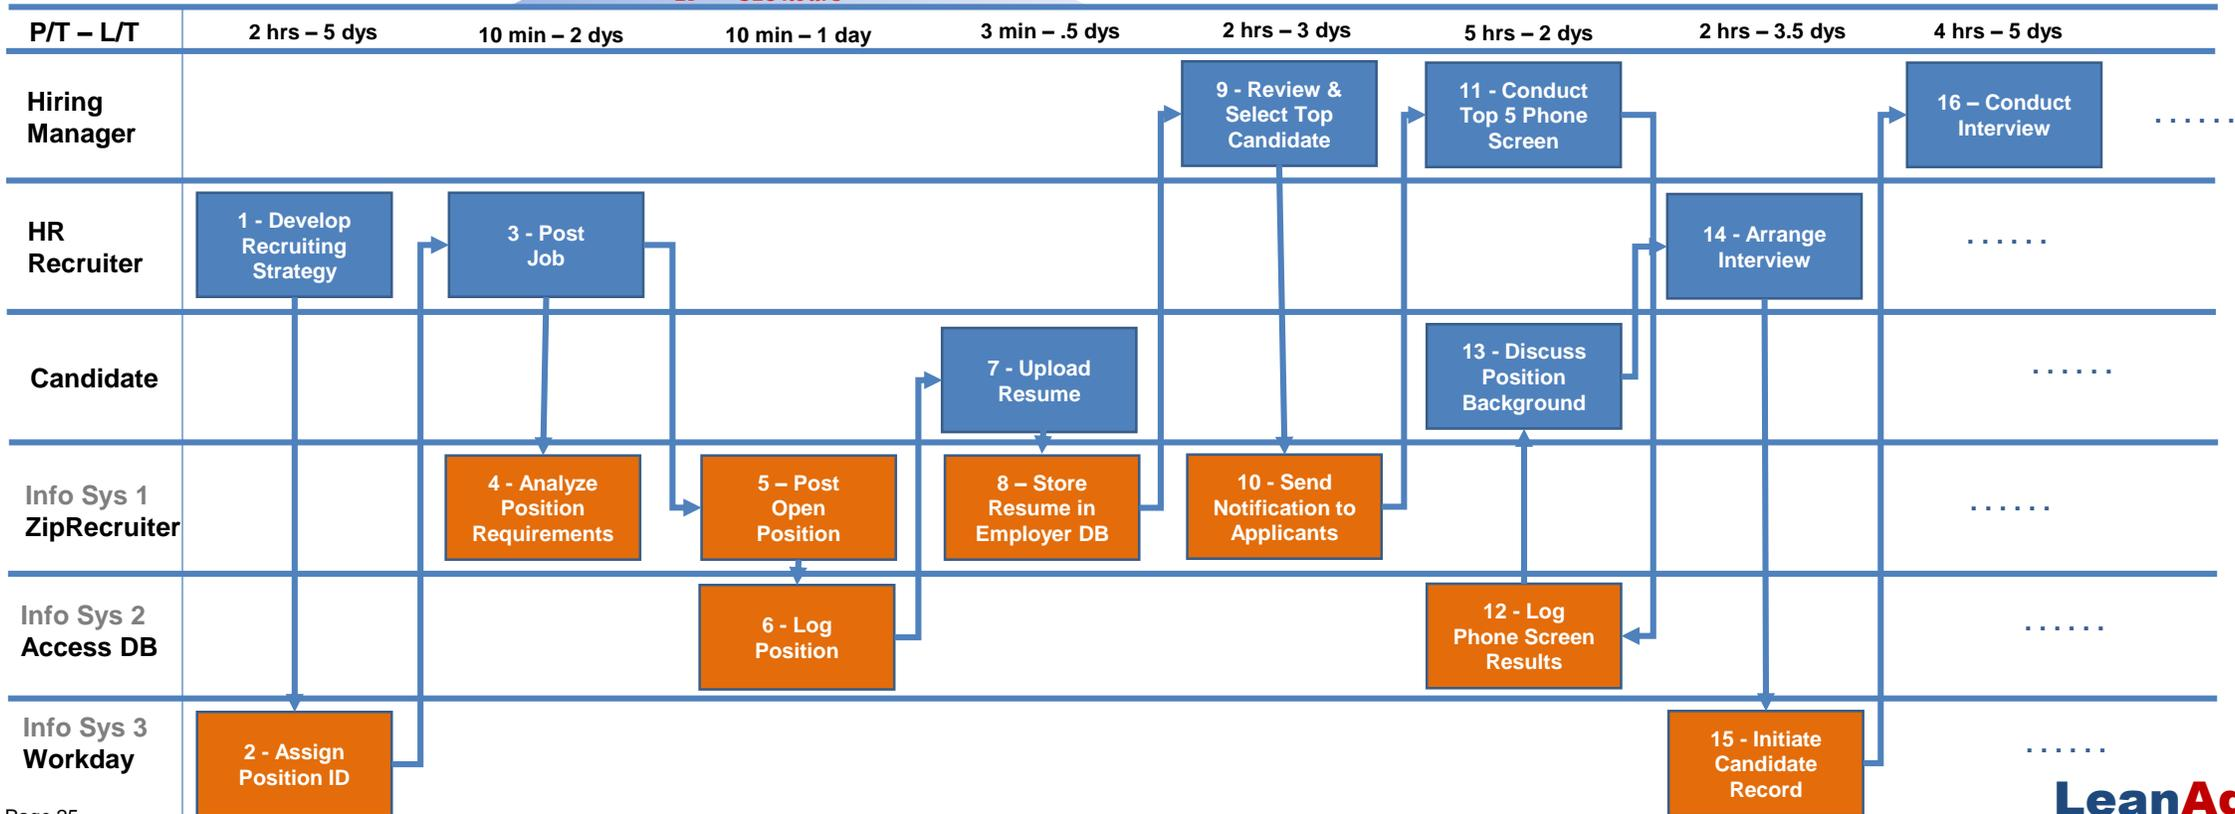 P/T – L/T
2 hrs – 5 dys
10 min – 2 dys
10 min – 1 day
3 min – .5 dys
2 hrs – 3 dys
5 hrs – 2 dys
2 hrs – 3.5 dys
4 hrs – 5 dys
Hiring
Manager
9 - Review &
Select Top
Candidate
11 - Conduct
Top 5 Phone
Screen
16 – Conduct
Interview
. . . . . .
HR
Recruiter
1 - Develop
Recruiting
Strategy
3 - Post
Job
14 - Arrange
Interview
. . . . . .
Candidate
7 - Upload
Resume
13 - Discuss
Position
Background
. . . . . .
Info Sys 1
ZipRecruiter
4 - Analyze
Position
Requirements
5 – Post
Open
Position
8 – Store
Resume in
Employer DB
10 - Send
Notification to
Applicants
. . . . . .
Info Sys 2
Access DB
6 - Log
Position
12 - Log
Phone Screen
Results
. . . . . .
Info Sys 3
Workday
2 - Assign
Position ID
15 - Initiate
Candidate
Record
. . . . . .